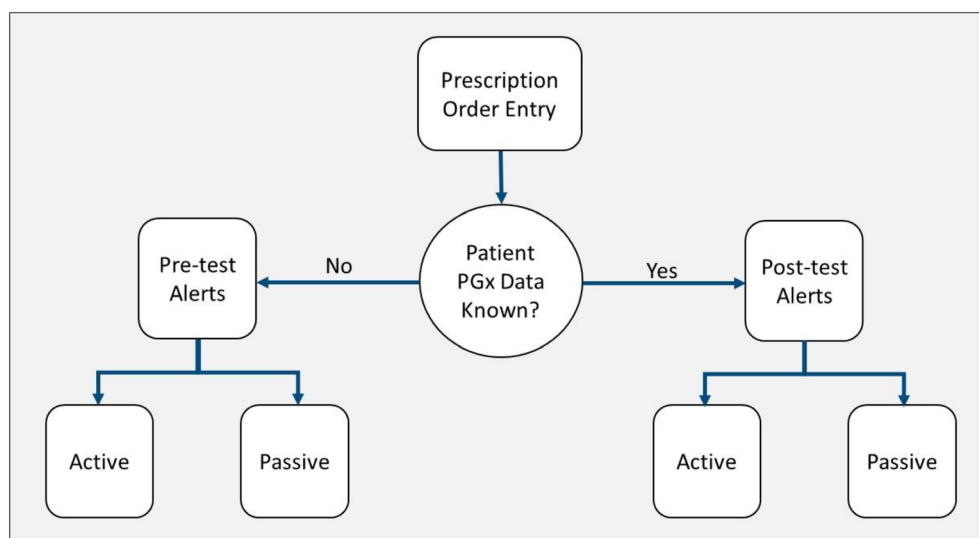 Prescription
Order Entry
Patient
PGx Data
Known?
No
Yes
Pre-test
Alerts
Post-test
Alerts
Active
Passive
Active
Passive